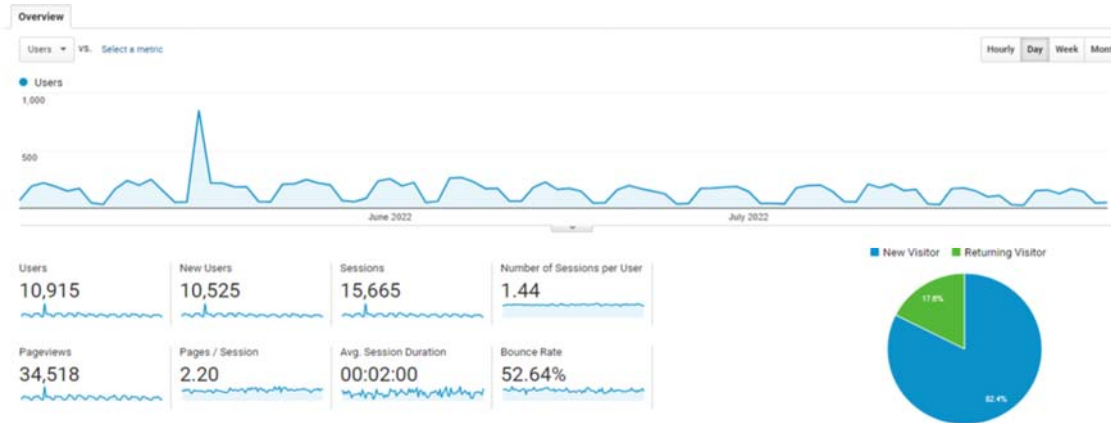 Overview
Users vs. Select a metric
Hourly Day Week Mont
Users
1,000
500
June 2022 July 2022
New Visitor Returning Visitor
Users New Users Sessions Number of Sessions per User
10,915 10,525 15,665 1.44
17.6%
Pageviews Pages / Session Avg. Session Duration Bounce Rate
34,518 2.20 00:02:00 52.64%
82.4%